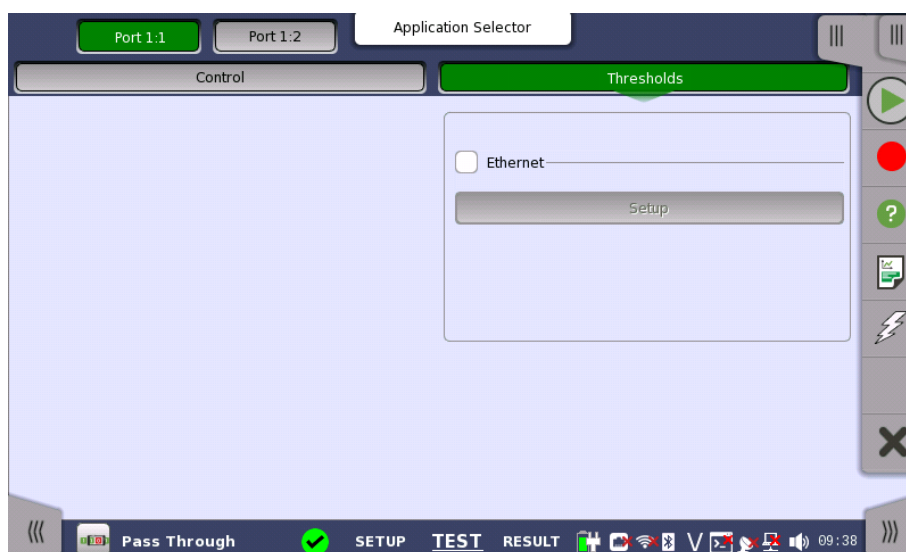 Port 1:1 Port 1:2 Application Selector
Control Thresholds
Ethernet
Setup
Pass Through SETUP TEST RESULT 09:38